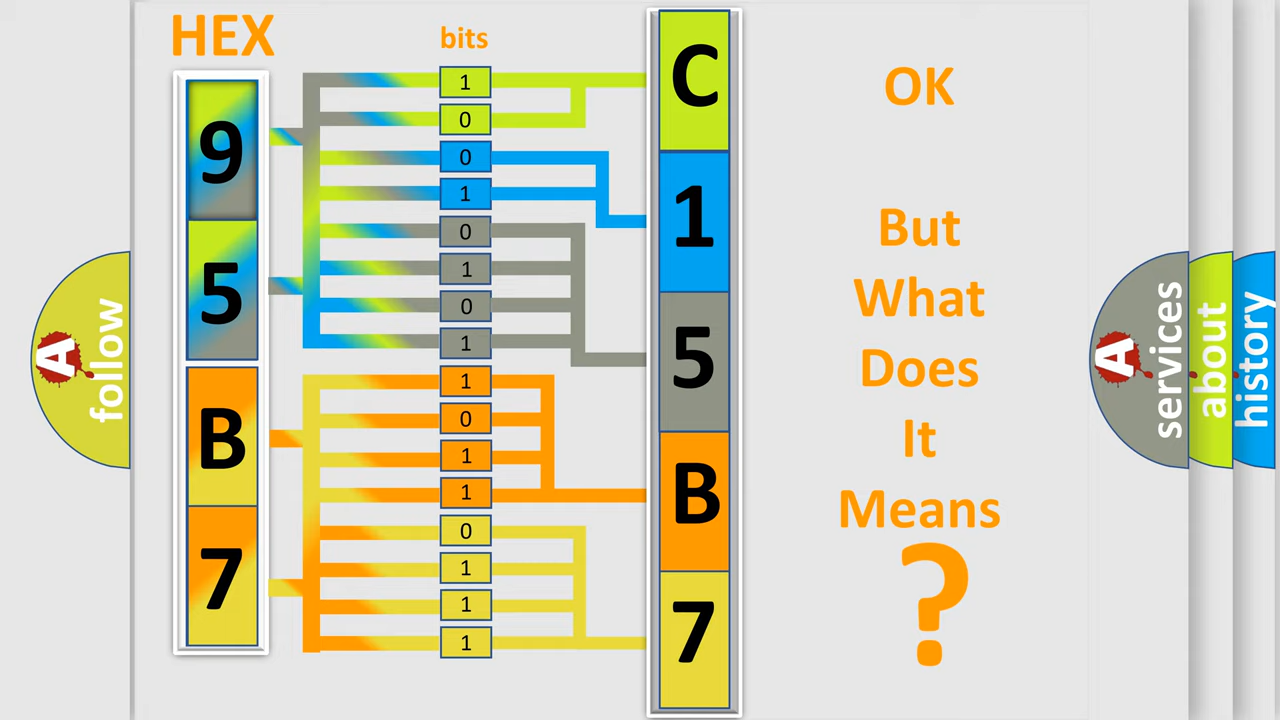 HEX
bits
9
5
B
7
1
0
0
1
0
1
0
1
1
0
1
1
0
1
1
1
C
1
5
B
7
OK
But
What
Does
It
Means
?
A
follow
A
services
about
history